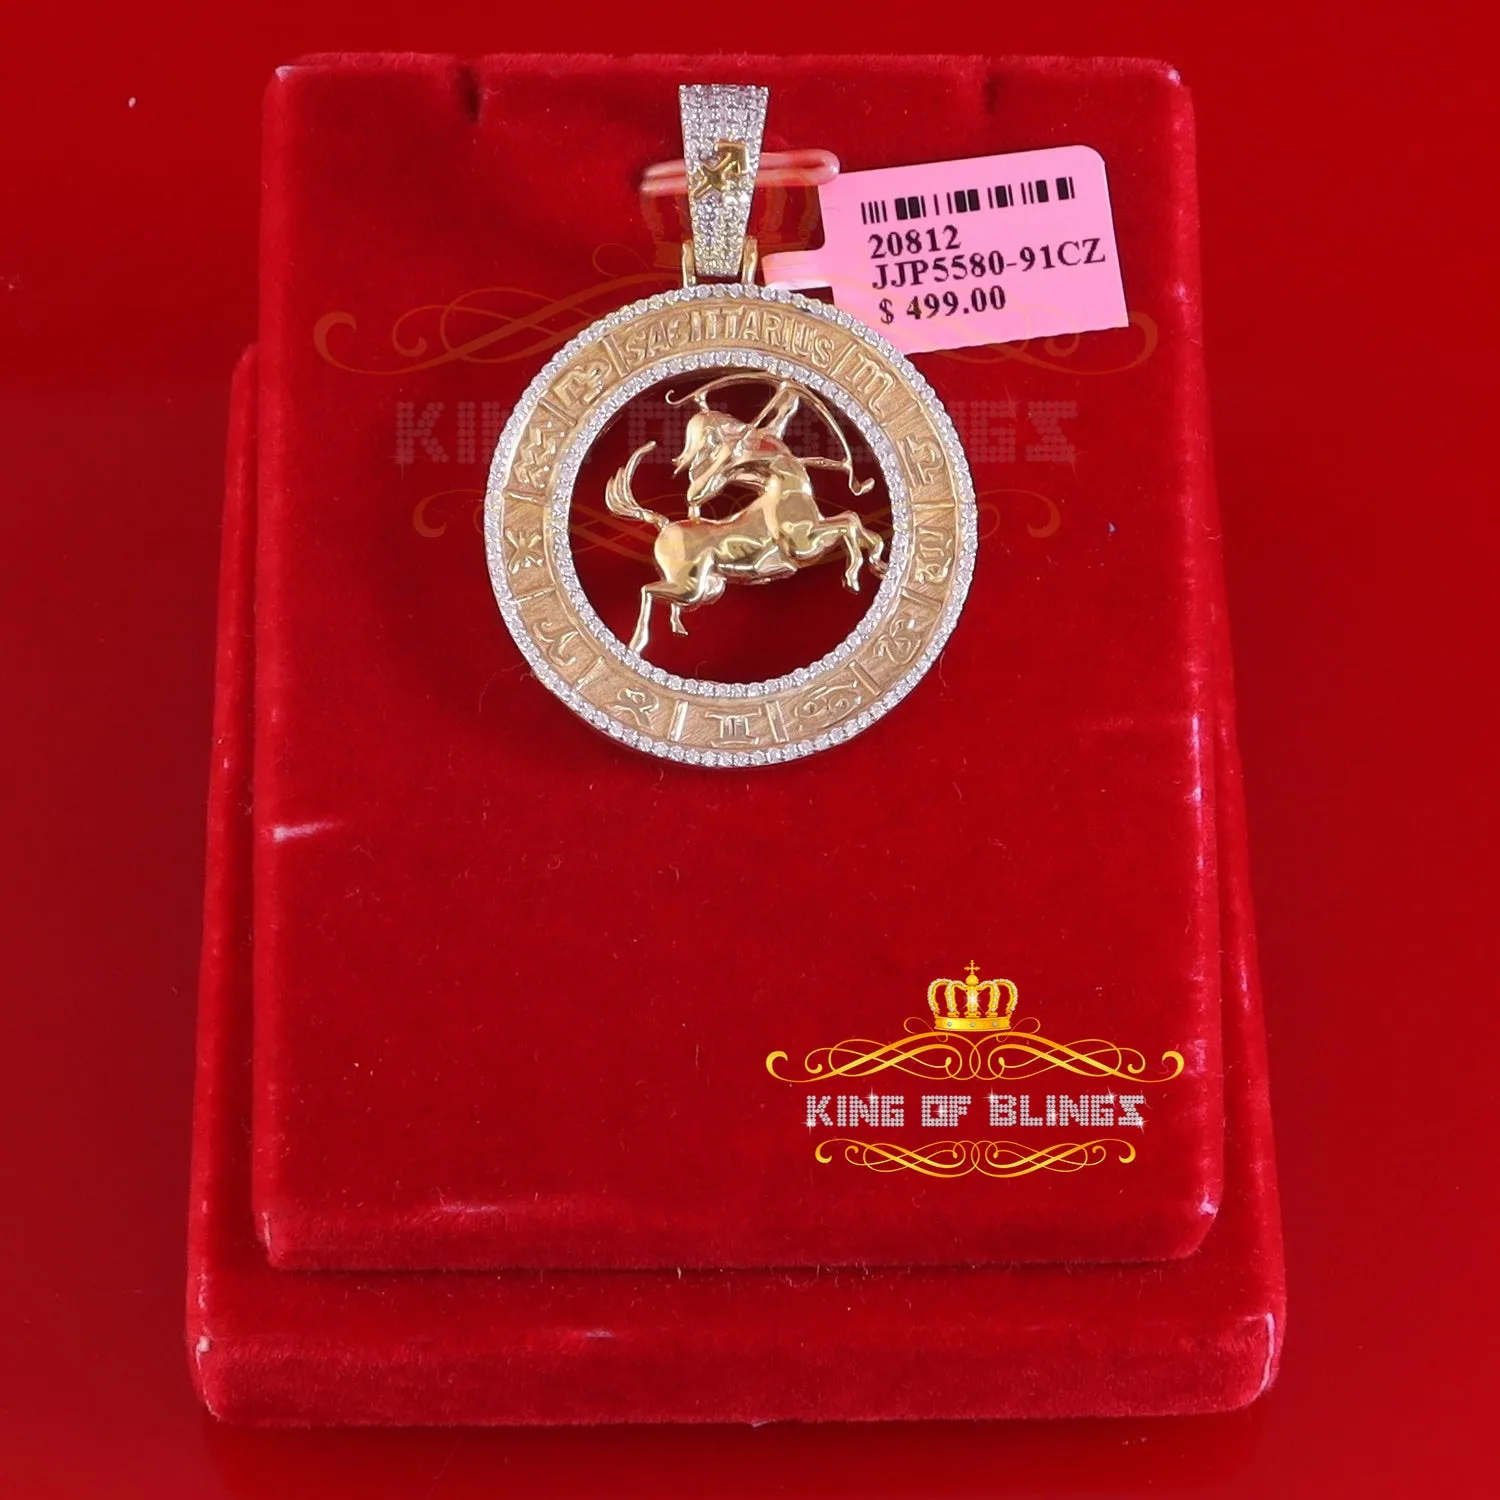 20812
JJP5580-91CZ
$ 499.00
SAGITTARIUS
KING OF BLINGS
KING OF BLINGS